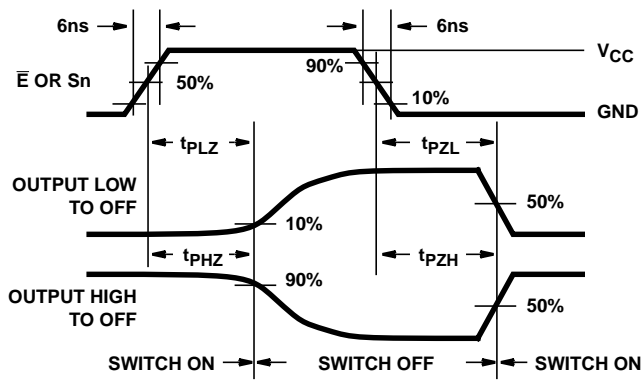 6ns
6ns
VCC
90%
E̅ OR Sn
50%
10%
GND
tPLZ
tPZL
OUTPUT LOW
TO OFF
50%
10%
tPHZ
tPZH
90%
OUTPUT HIGH
TO OFF
50%
SWITCH ON
SWITCH OFF
SWITCH ON